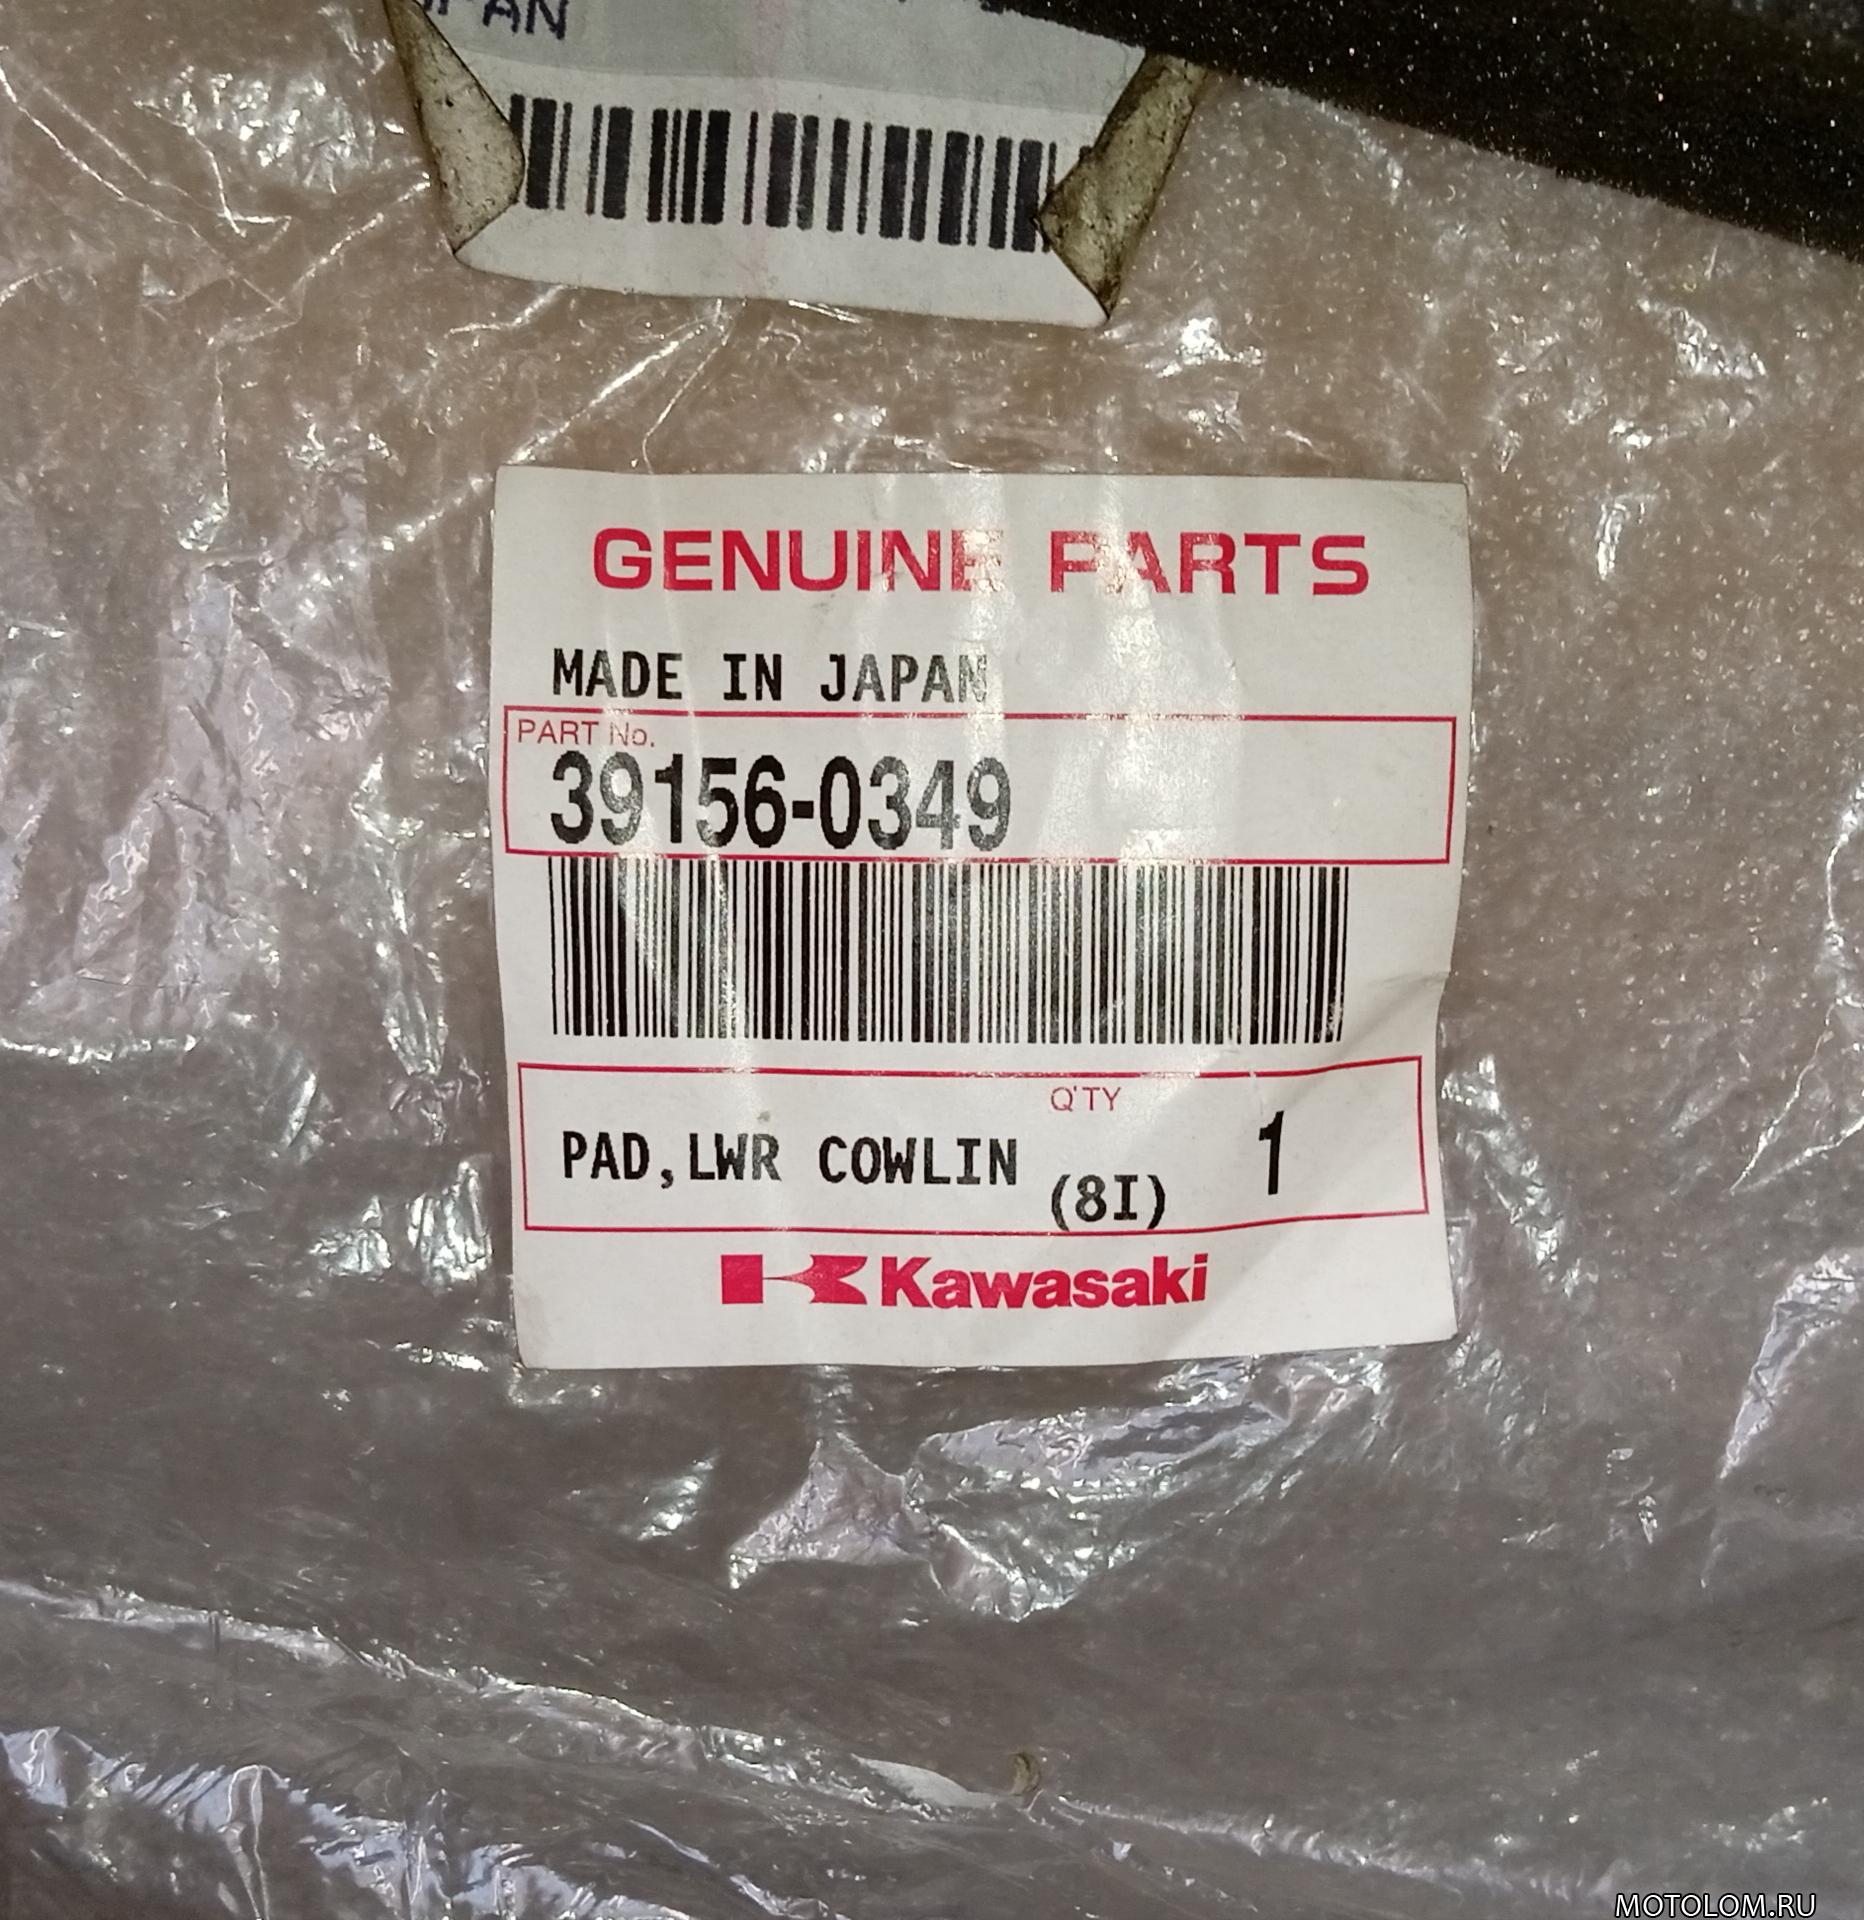 GENUINE PARTS
MADE IN JAPAN
PART No.
39156-0349
Q'TY
PAD,LWR COWLIN (8I) 1
Kawasaki
MOTOLOM.RU